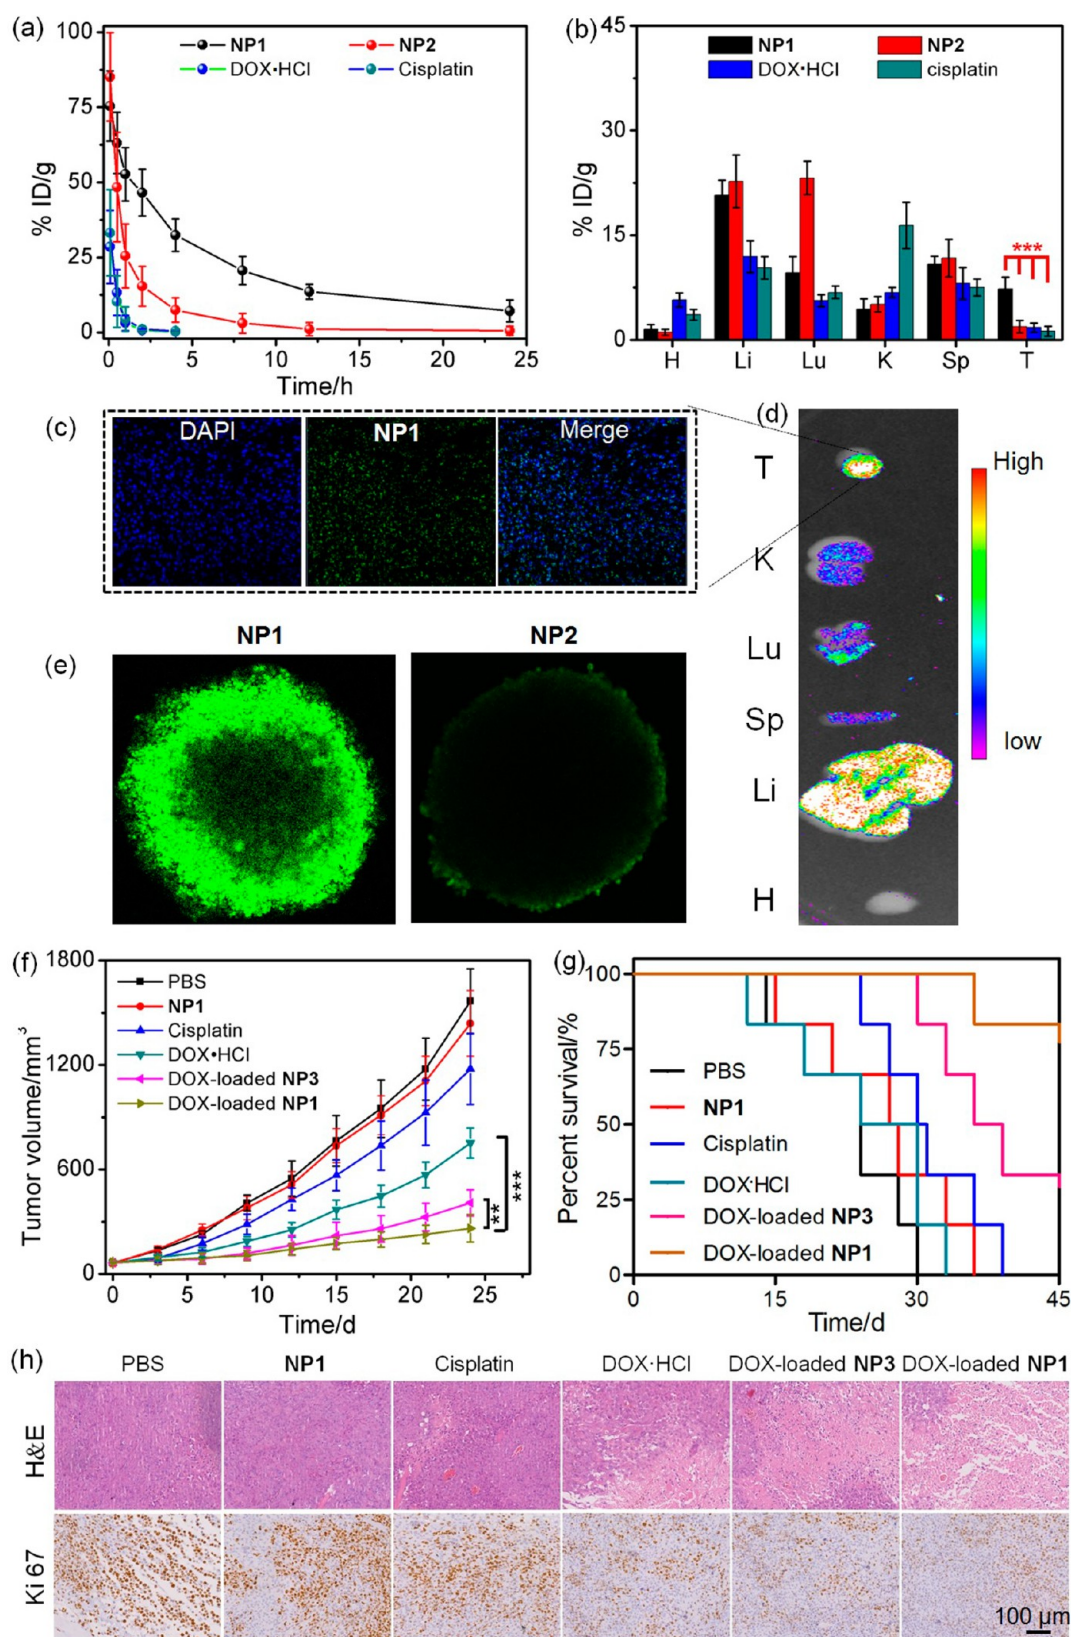 (a)
100
75
50
25
0
% ID/g
NP1
NP2
DOX·HCl
Cisplatin
0 5 10 15 20 25
Time/h
(b)
45
30
15
0
% ID/g
NP1
NP2
DOX·HCl
cisplatin
***
H Li Lu K Sp T
(c)
DAPI
NP1
Merge
(d)
T
K
Lu
Sp
Li
H
High
low
(e)
NP1
NP2
(f)
1800
1200
600
0
Tumor volume/mm³
PBS
NP1
Cisplatin
DOX•HCl
DOX-loaded NP3
DOX-loaded NP1
**
***
0 5 10 15 20 25
Time/d
(g)
100
75
50
25
0
Percent survival/%
PBS
NP1
Cisplatin
DOX·HCl
DOX-loaded NP3
DOX-loaded NP1
0 15 30 45
Time/d
(h)
PBS NP1 Cisplatin DOX·HCl DOX-loaded NP3 DOX-loaded NP1
H&E
Ki 67
100 µm